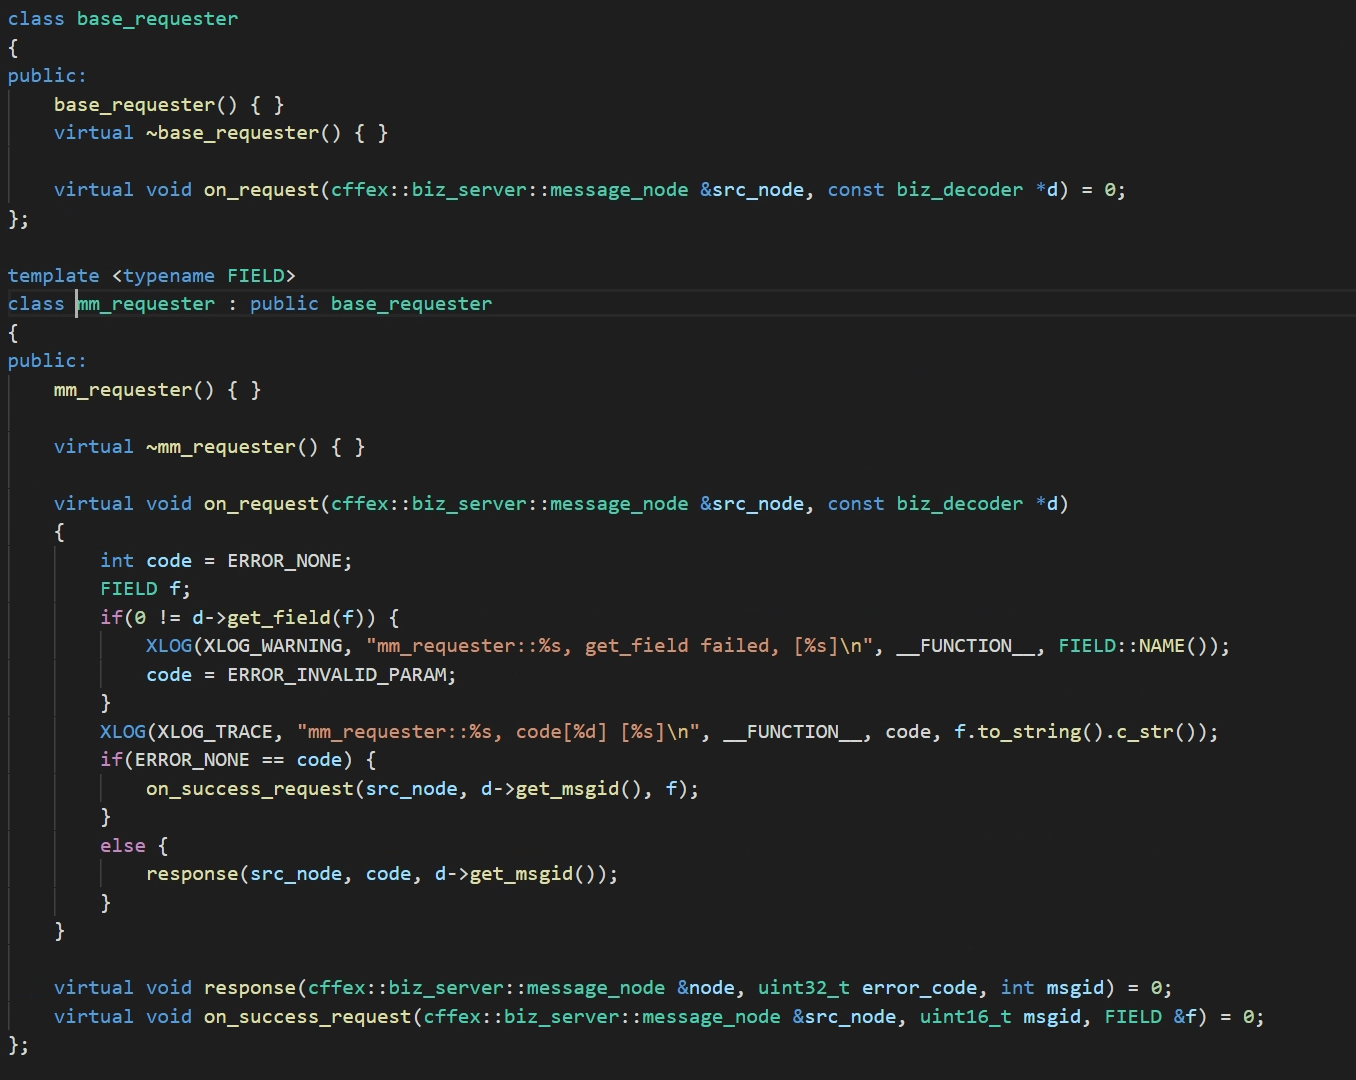 class base_requester
{
public:
    base_requester() { }
    virtual ~base_requester() { }

    virtual void on_request(cffex::biz_server::message_node &src_node, const biz_decoder *d) = 0;
};

template <typename FIELD>
class mm_requester : public base_requester
{
public:
    mm_requester() { }

    virtual ~mm_requester() { }

    virtual void on_request(cffex::biz_server::message_node &src_node, const biz_decoder *d)
    {
        int code = ERROR_NONE;
        FIELD f;
        if(0 != d->get_field(f)) {
            XLOG(XLOG_WARNING, "mm_requester::%s, get_field failed, [%s]\n", __FUNCTION__, FIELD::NAME());
            code = ERROR_INVALID_PARAM;
        }
        XLOG(XLOG_TRACE, "mm_requester::%s, code[%d] [%s]\n", __FUNCTION__, code, f.to_string().c_str());
        if(ERROR_NONE == code) {
            on_success_request(src_node, d->get_msgid(), f);
        }
        else {
            response(src_node, code, d->get_msgid());
        }
    }

    virtual void response(cffex::biz_server::message_node &node, uint32_t error_code, int msgid) = 0;
    virtual void on_success_request(cffex::biz_server::message_node &src_node, uint16_t msgid, FIELD &f) = 0;
};